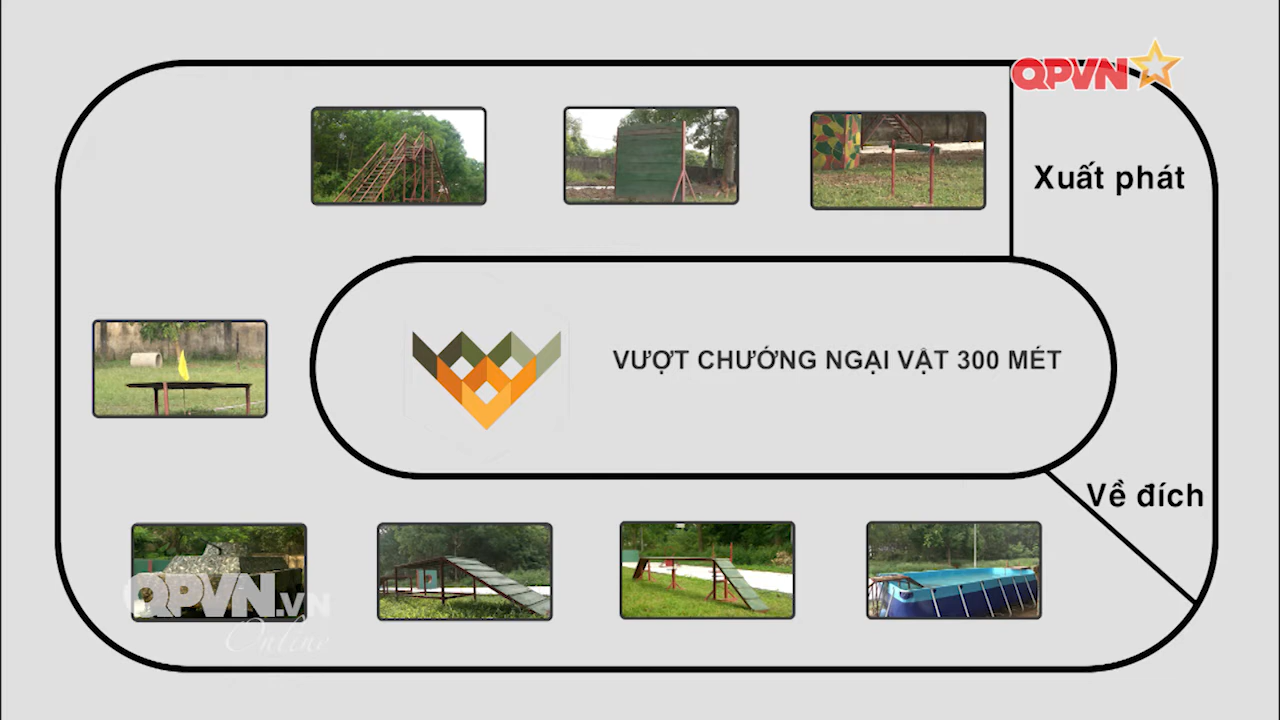 QPVN
Xuất phát
VƯỢT CHƯỚNG NGẠI VẬT 300 MÉT
Về đích
QPVN.VN
Online